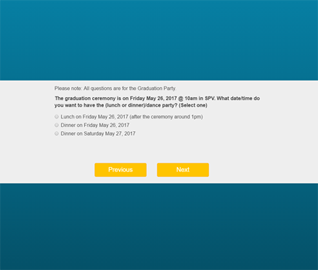 Please note: All questions are for the Graduation Party.
The graduation ceremony is on Friday May 26, 2017 @ 10am in SPV. What date/time do
you want to have the (lunch or dinner)/dance party? (Select one)
Lunch on Friday May 26, 2017 (after the ceremony around 1pm)
Dinner on Friday May 26, 2017
Dinner on Saturday May 27, 2017
Previous Next